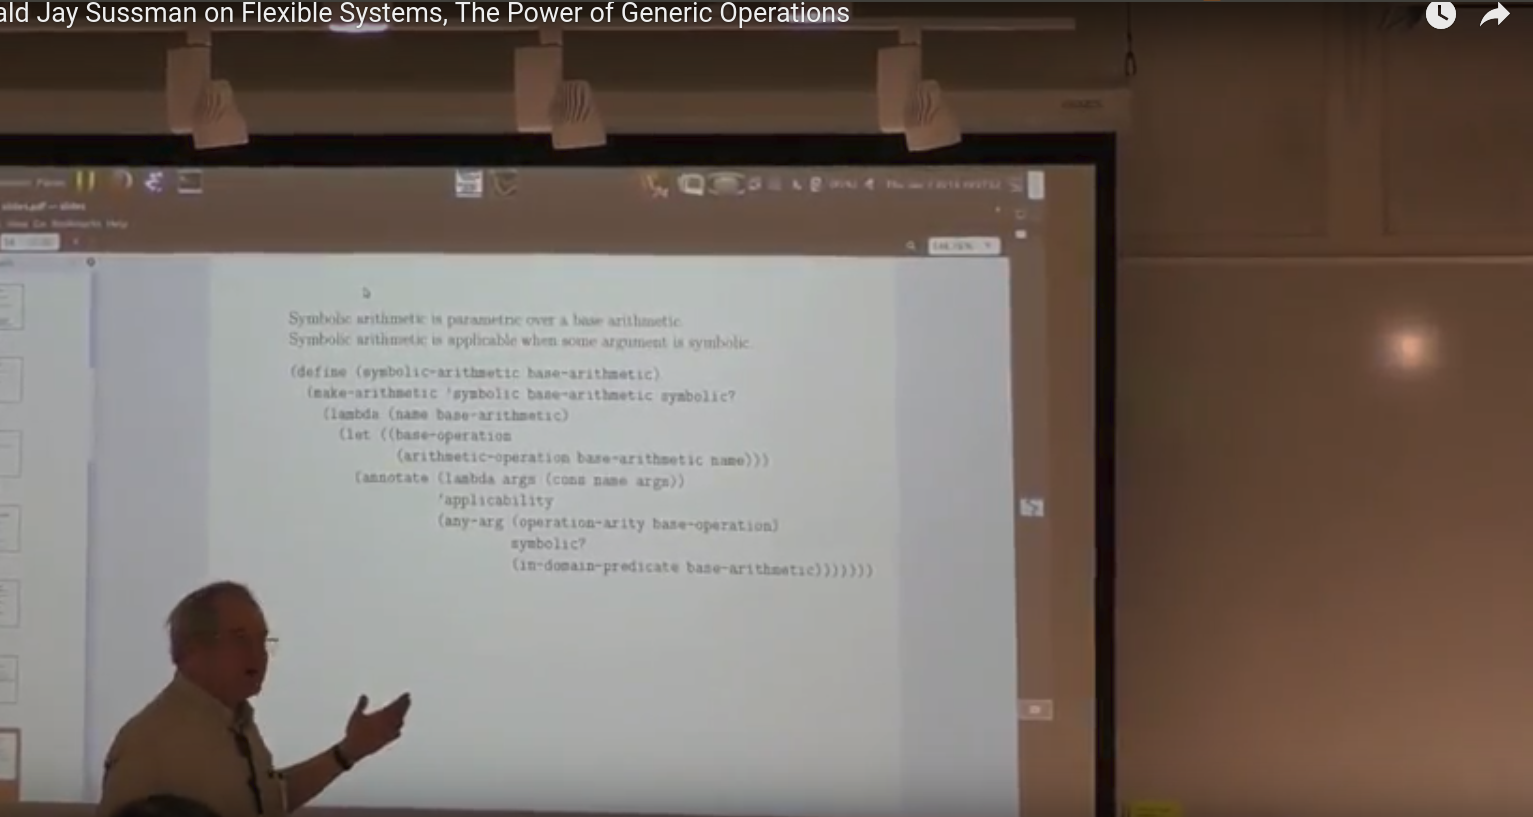 ald Jay Sussman on Flexible Systems, The Power of Generic Operations
slides.pdf — slides
View Go Bookmarks Help
Symbolic arithmetic is parametric over a base arithmetic.
Symbolic arithmetic is applicable when some argument is symbolic.
(define (symbolic-arithmetic base-arithmetic)
(make-arithmetic 'symbolic base-arithmetic symbolic?
(lambda (name base-arithmetic)
(let ((base-operation
(arithmetic-operation base-arithmetic name)))
(annotate (lambda args (cons name args))
'applicability
(any-arg (operation-arity base-operation)
symbolic?
(in-domain-predicate base-arithmetic)))))))